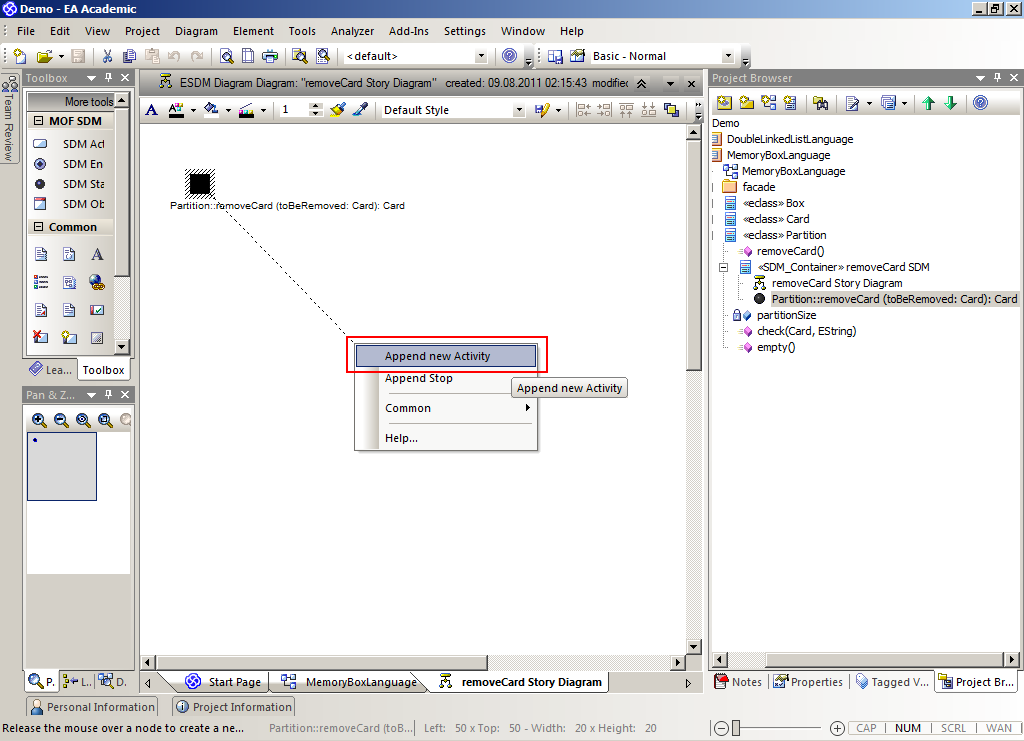 Demo - EA Academic
File Edit View Project Diagram Element Tools Analyzer Add-Ins Settings Window Help
<default>
Basic - Normal
Team Review
Toolbox
More tools
MOF SDM
SDM Act
SDM En
SDM Sta
SDM Ob
Common
Lea...
Toolbox
Pan & Z...
P.
L..
D.
ESDM Diagram Diagram: "removeCard Story Diagram" created: 09.08.2011 02:15:43 modified
1
Default Style
Partition::removeCard (toBeRemoved: Card): Card
Append new Activity
Append Stop
Append new Activity
Common
Help...
Start Page
MemoryBoxLanguage
removeCard Story Diagram
Project Browser
Demo
DoubleLinkedListLanguage
MemoryBoxLanguage
MemoryBoxLanguage
facade
«eclass» Box
«eclass» Card
«eclass» Partition
removeCard()
«SDM_Container» removeCard SDM
removeCard Story Diagram
Partition::removeCard (toBeRemoved: Card): Card
partitionSize
check(Card, EString)
empty()
Notes
Properties
Tagged V...
Project Br...
Personal Information
Project Information
Release the mouse over a node to create a ne...
Partition::removeCard (toB...
Left: 50 x Top: 50 - Width: 20 x Height: 20
CAP NUM SCRL WAN